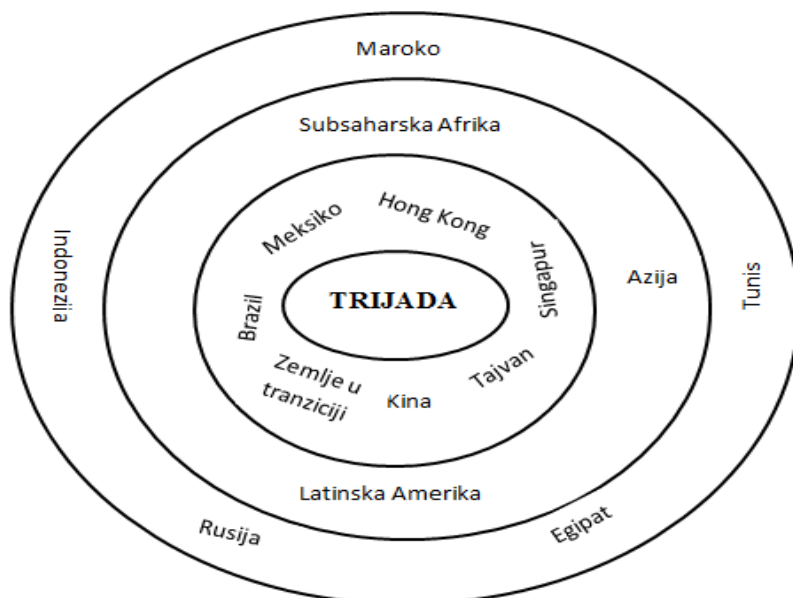 Maroko
Subsaharska Afrika
Hong Kong
Meksiko
Indonezija
Singapur
Azija
Tunis
TRIJADA
Brazil
Tajvan
Zemlje u
tranziciji
Kina
Latinska Amerika
Rusija
Egipat